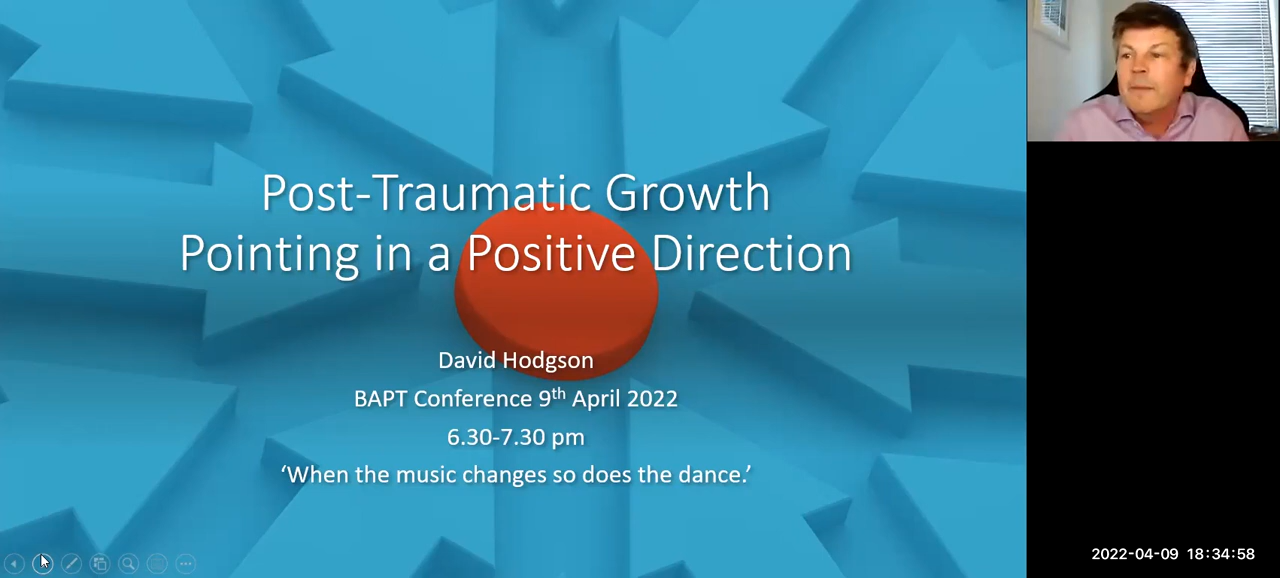 Post-Traumatic Growth
Pointing in a Positive Direction
David Hodgson
BAPT Conference 9th April 2022
6.30-7.30 pm
‘When the music changes so does the dance.’
2022-04-09 18:34:58